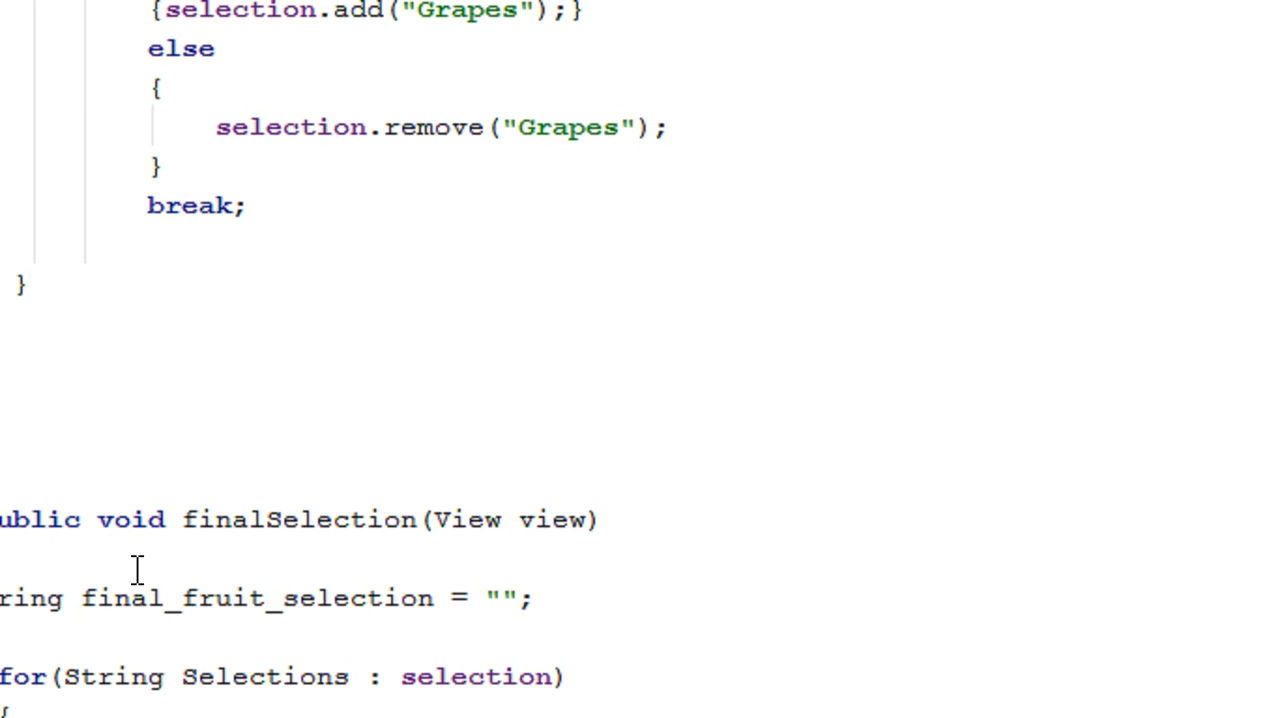 {selection.add("Grapes");}
else
{
selection.remove("Grapes");
}
break;
}
ublic void finalSelection(View view)
ring final_fruit_selection = "";
for(String Selections : selection)
{